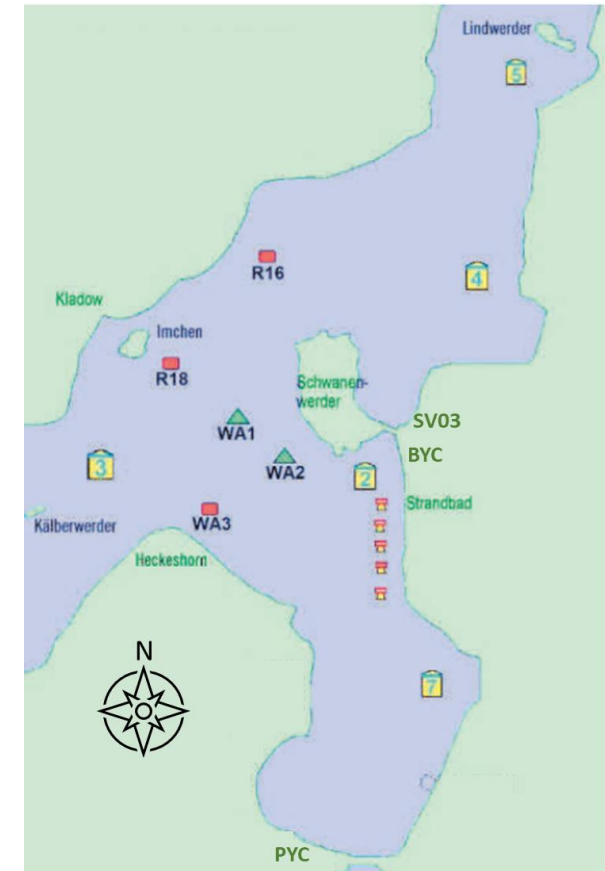 Lindwerder
5
R16
4
Kladow
Imchen
R18
Schwanen-
werder
SV03
WA1
BYC
WA2
3
2
Strandbad
WA3
Kälberwerder
Heckeshorn
N
7
PYC